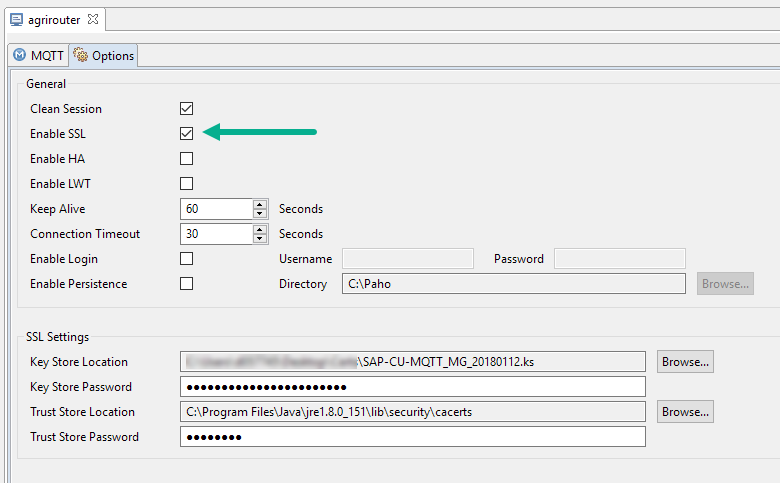 agrirouter
MQTT Options
General
Clean Session
Enable SSL
Enable HA
Enable LWT
Keep Alive 60 Seconds
Connection Timeout 30 Seconds
Enable Login Username Password
Enable Persistence Directory C:\Paho Browse...
SSL Settings
Key Store Location \SAP-CU-MQTT_MG_20180112.ks Browse...
Key Store Password ●●●●●●●●●●●●●●●●●●●●●●●
Trust Store Location C:\Program Files\Java\jre1.8.0_151\lib\security\cacerts Browse...
Trust Store Password ●●●●●●●●